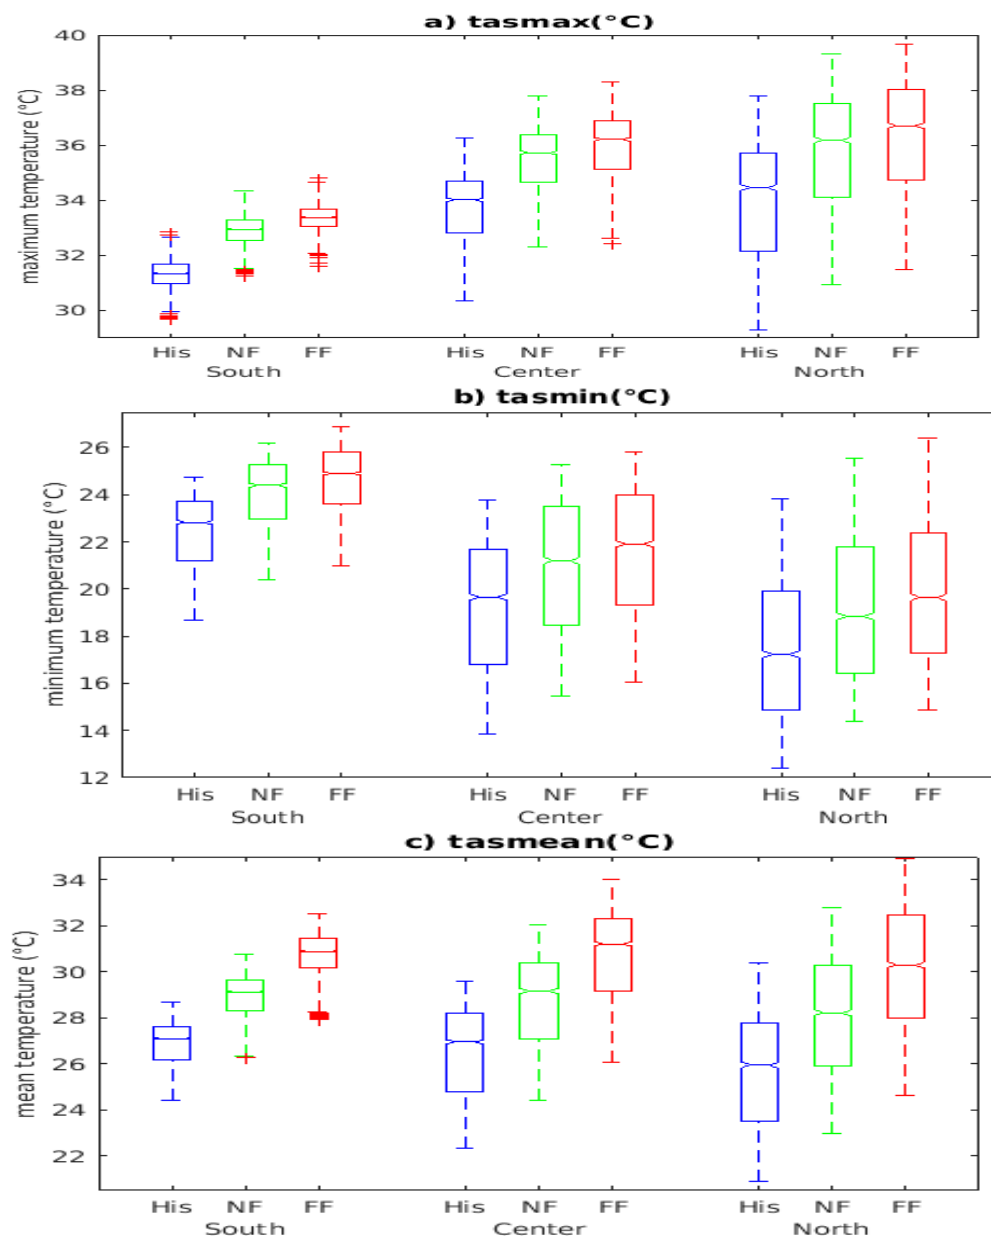 a) tasmax(°C)
maximum temperature (°C)
40
38
36
34
32
30
His NF FF His NF FF His NF FF
South Center North
b) tasmin(°C)
minimum temperature (°C)
26
24
22
20
18
16
14
12
His NF FF His NF FF His NF FF
South Center North
c) tasmean(°C)
mean temperature (°C)
34
32
30
28
26
24
22
His NF FF His NF FF His NF FF
South Center North